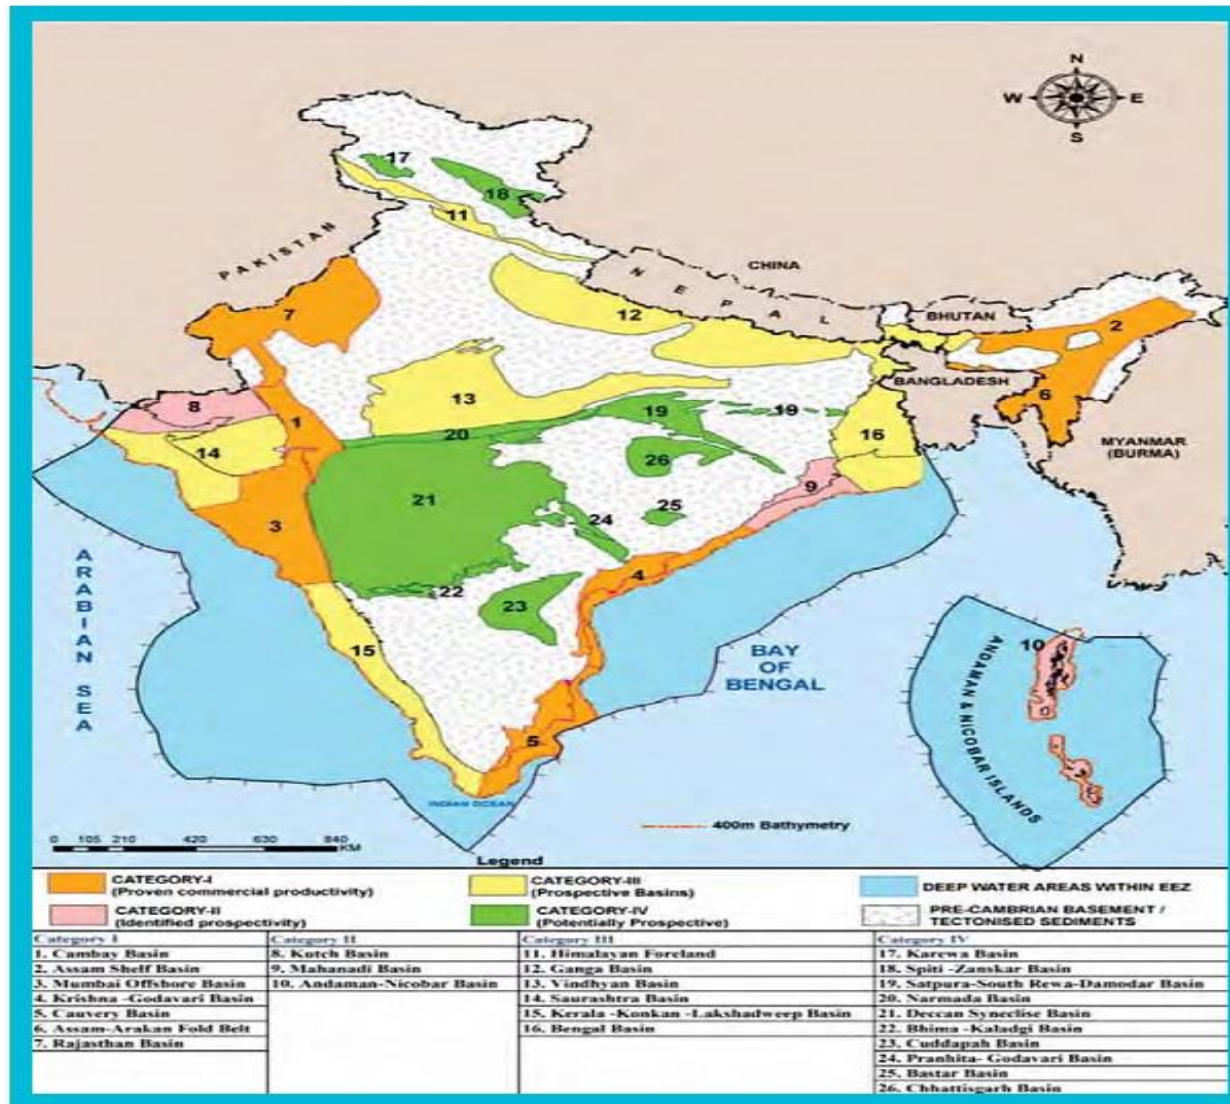 N
W E
S
17
18
11
PAKISTAN
CHINA
NEPAL
7
12
BHUTAN
2
BANGLADESH
8
13
6
1
19
19
20
14
16
MYANMAR
(BURMA)
26
9
21
25
3
24
4
22
23
ARABIAN SEA
15
BAY
OF
BENGAL
10
ANDAMAN & NICOBAR ISLANDS
5
INDIAN OCEAN
0 105 210 420 630 840
KM
400m Bathymetry
Legend
CATEGORY-I
(Proven commercial productivity)
CATEGORY-II
(Identified prospectivity)
CATEGORY-III
(Prospective Basins)
CATEGORY-IV
(Potentially Prospective)
DEEP WATER AREAS WITHIN EEZ
PRE-CAMBRIAN BASEMENT /
TECTONISED SEDIMENTS
Category I
1. Cambay Basin
2. Assam Shelf Basin
3. Mumbai Offshore Basin
4. Krishna -Godavari Basin
5. Cauvery Basin
6. Assam-Arakan Fold Belt
7. Rajasthan Basin
Category II
8. Kutch Basin
9. Mahanadi Basin
10. Andaman-Nicobar Basin
Category III
11. Himalayan Foreland
12. Ganga Basin
13. Vindhyan Basin
14. Saurashtra Basin
15. Kerala -Konkan -Lakshadweep Basin
16. Bengal Basin
Category IV
17. Karewa Basin
18. Spiti -Zanskar Basin
19. Satpura-South Rewa-Damodar Basin
20. Narmada Basin
21. Deccan Syneclise Basin
22. Bhima -Kaladgi Basin
23. Cuddapah Basin
24. Pranhita- Godavari Basin
25. Bastar Basin
26. Chhattisgarh Basin